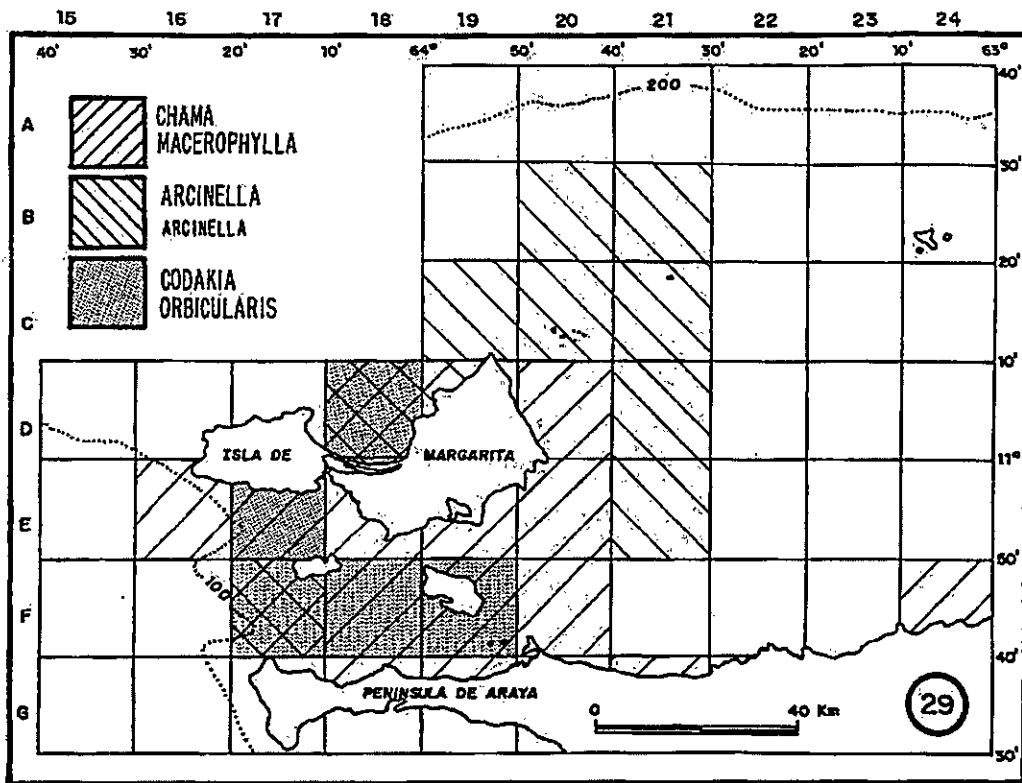 15 16 17 18 19 20 21 22 23 24
40' 30' 20' 10' 64° 50' 40' 30' 20' 10' 63°
40'
200
A
CHAMA
MACEROPHYLLA
30'
B
ARCINELLA
ARCINELLA
20'
C
CODAKIA
ORBICULARIS
10'
D
ISLA DE MARGARITA
11°
E
50'
100
F
40'
PENINSULA DE ARAYA
G
0 40 Km
29
30'